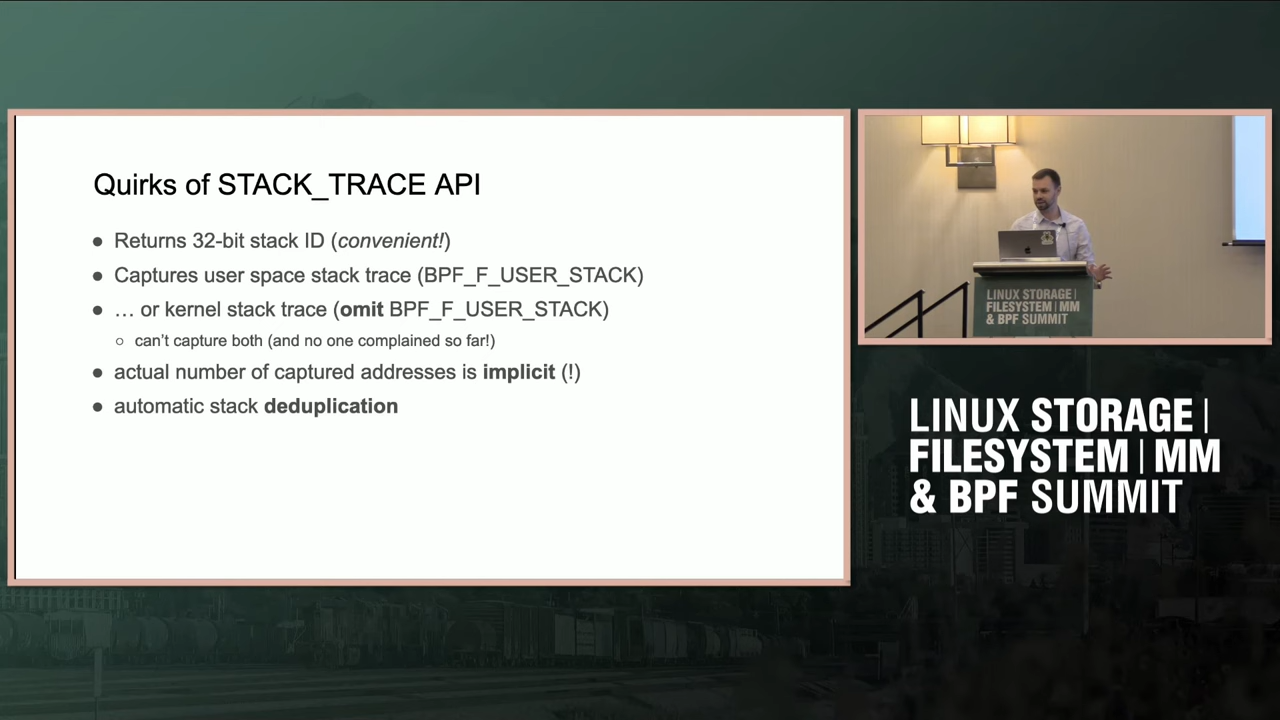 Quirks of STACK_TRACE API
● Returns 32-bit stack ID (convenient!)
● Captures user space stack trace (BPF_F_USER_STACK)
● … or kernel stack trace (omit BPF_F_USER_STACK)
○ can't capture both (and no one complained so far!)
● actual number of captured addresses is implicit (!)
● automatic stack deduplication
LINUX STORAGE|
FILESYSTEM|MM
& BPF SUMMIT
LINUX STORAGE|
FILESYSTEM|MM
& BPF SUMMIT